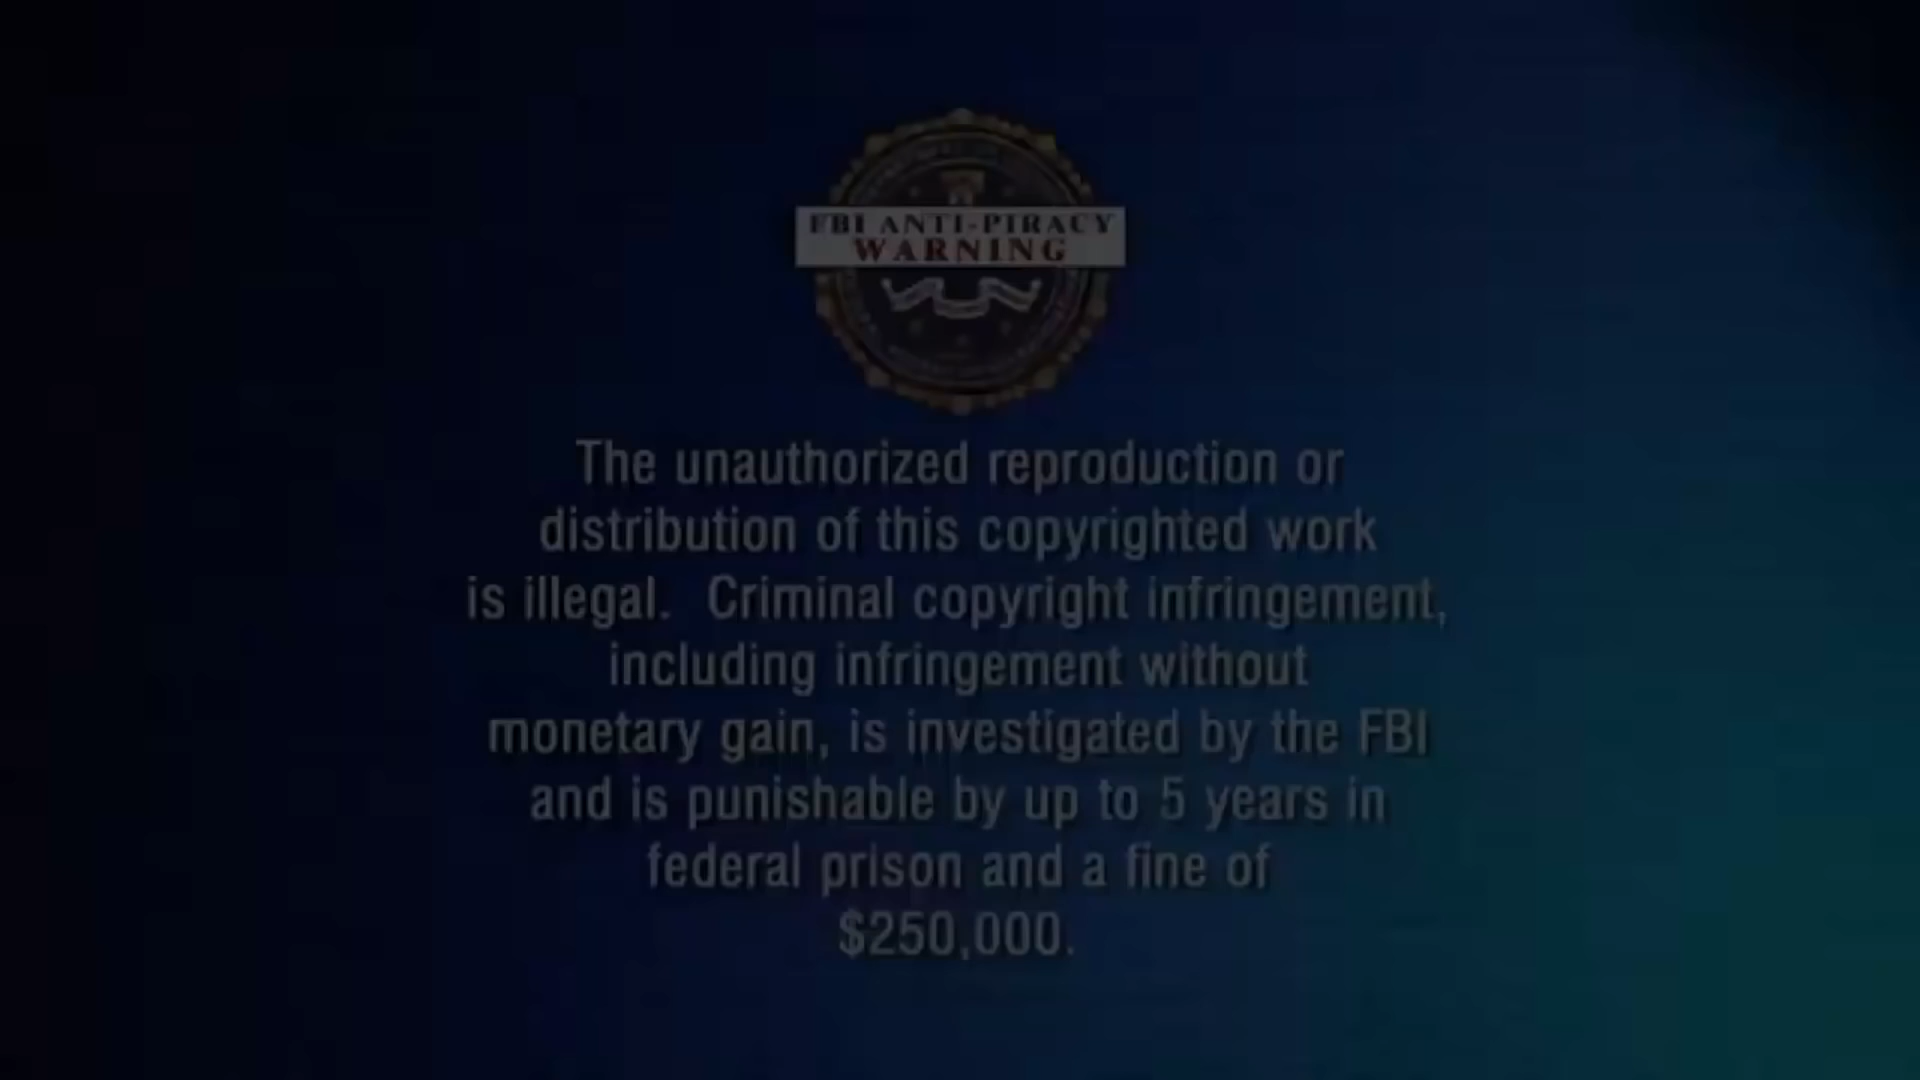 FBI ANTI-PIRACY
WARNING
The unauthorized reproduction or
distribution of this copyrighted work
is illegal.  Criminal copyright infringement,
including infringement without
monetary gain, is investigated by the FBI
and is punishable by up to 5 years in
federal prison and a fine of
$250,000.